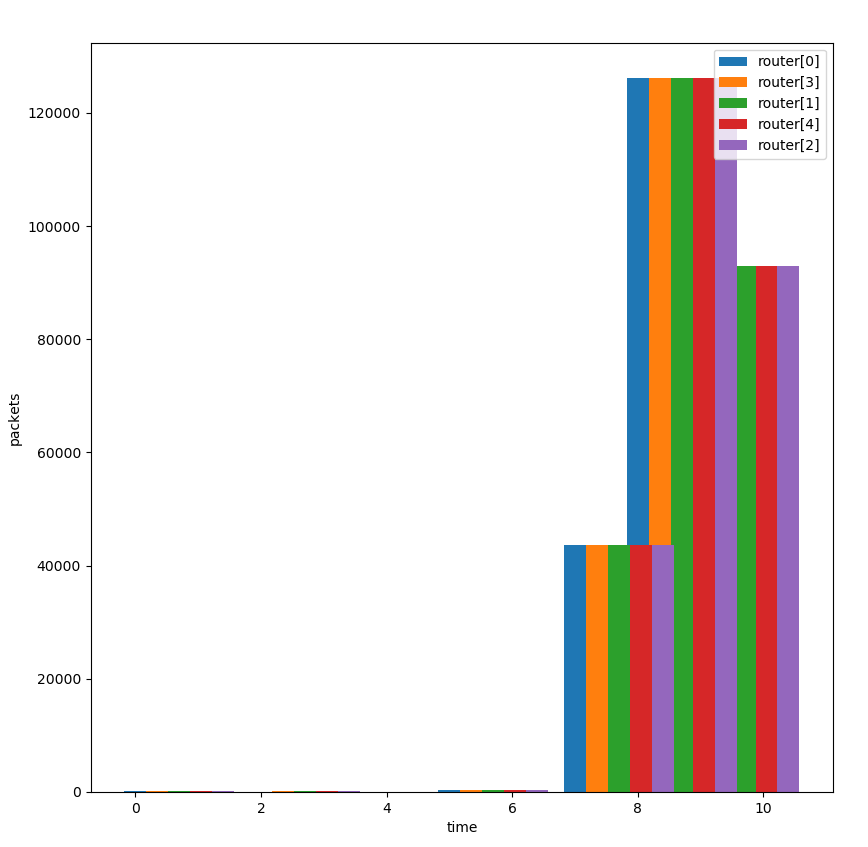 router[0]
router[3]
router[1]
router[4]
router[2]
120000
100000
80000
60000
40000
20000
0
packets
0 2 4 6 8 10
time